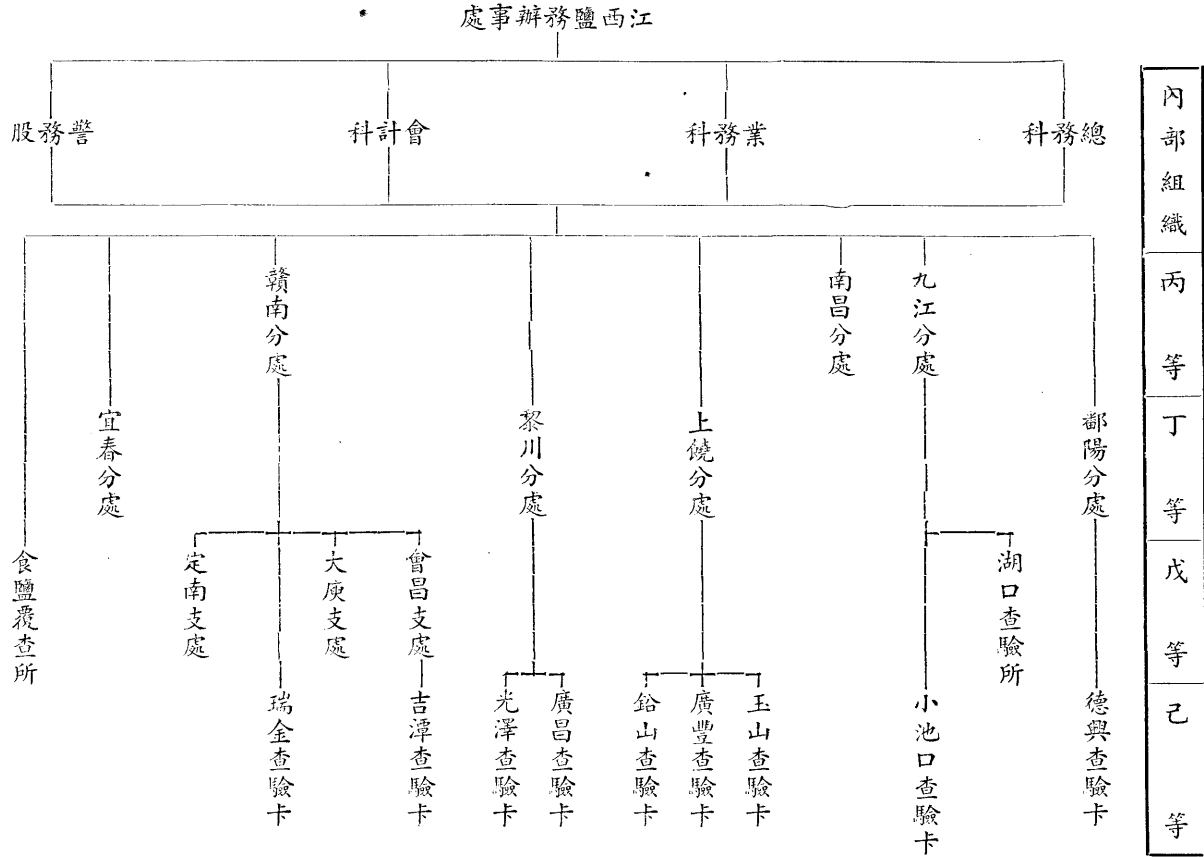 江西鹽務辦事處
總務科
業務科
會計科
警務股
內部組織
丙等
丁等
戊等
己等
鄱陽分處
德興查驗卡
九江分處
湖口查驗所
小池口查驗卡
南昌分處
上饒分處
玉山查驗卡
廣豐查驗卡
鉛山查驗卡
黎川分處
廣昌查驗卡
光澤查驗卡
贛南分處
會昌支處
吉潭查驗卡
大庾支處
瑞金查驗卡
定南支處
宜春分處
食鹽覆查所